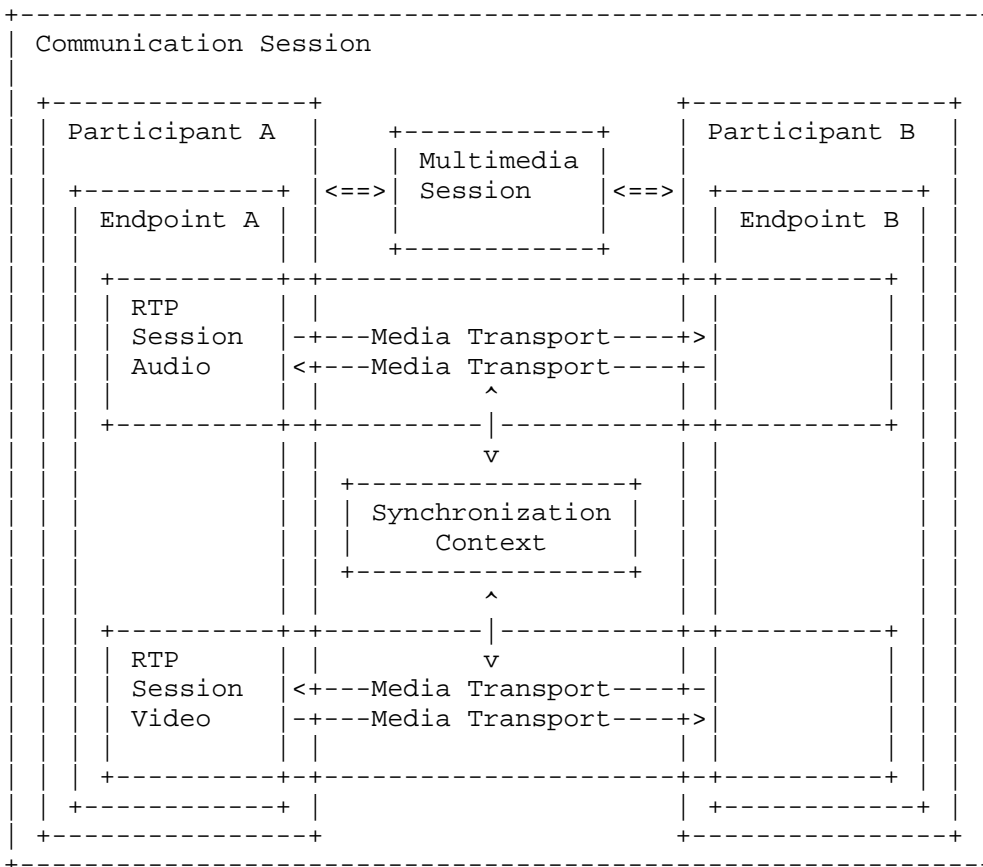 Communication Session
Participant A Participant B
Multimedia
Session
<==> <==>
Endpoint A Endpoint B
RTP
Session -+---Media Transport----+>
Audio <+---Media Transport----+-
^
v
Synchronization
Context
^
v
RTP
Session <+---Media Transport----+-
Video -+---Media Transport----+>